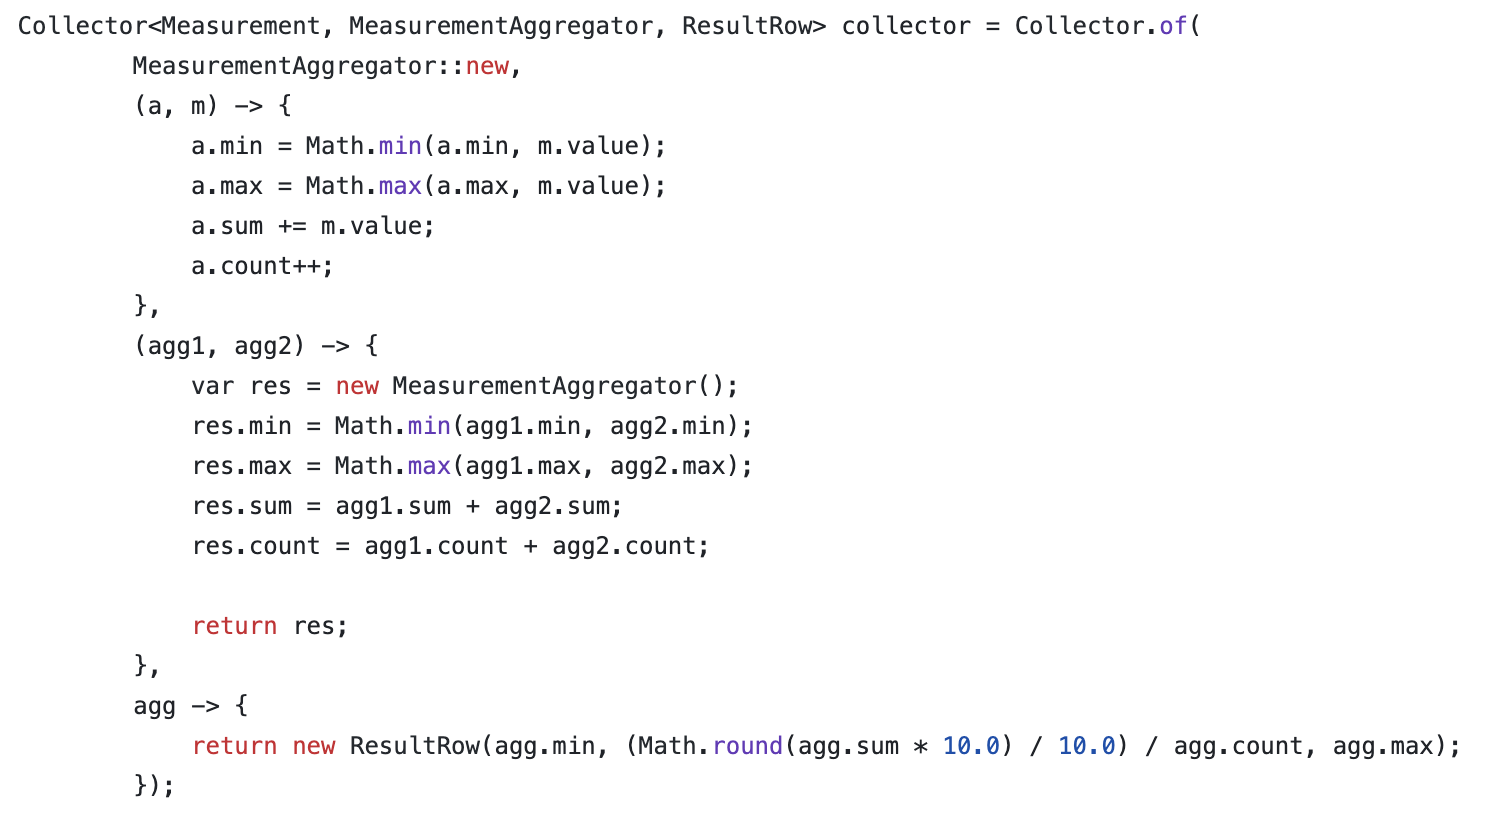 Collector<Measurement, MeasurementAggregator, ResultRow> collector = Collector.of(
        MeasurementAggregator::new,
        (a, m) -> {
            a.min = Math.min(a.min, m.value);
            a.max = Math.max(a.max, m.value);
            a.sum += m.value;
            a.count++;
        },
        (agg1, agg2) -> {
            var res = new MeasurementAggregator();
            res.min = Math.min(agg1.min, agg2.min);
            res.max = Math.max(agg1.max, agg2.max);
            res.sum = agg1.sum + agg2.sum;
            res.count = agg1.count + agg2.count;

            return res;
        },
        agg -> {
            return new ResultRow(agg.min, (Math.round(agg.sum * 10.0) / 10.0) / agg.count, agg.max);
        });